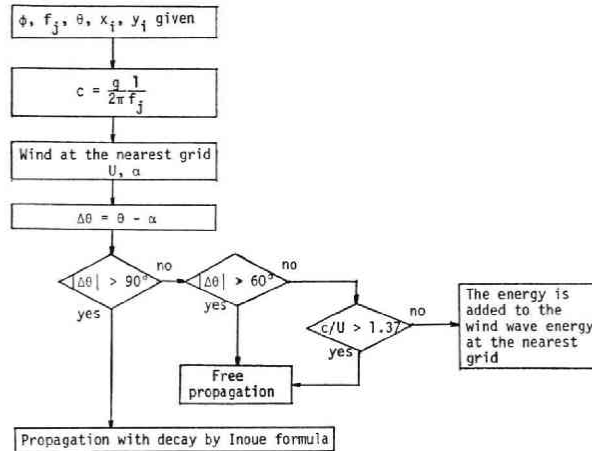 ϕ, f_j, θ, x_i, y_i given
c = g/2π 1/f_j
Wind at the nearest grid
U, α
Δθ = θ - α
|Δθ| > 90°
no
yes
|Δθ| > 60°
no
yes
c/U > 1.37
no
yes
The energy is
added to the
wind wave energy
at the nearest
grid
Free
propagation
Propagation with decay by Inoue formula